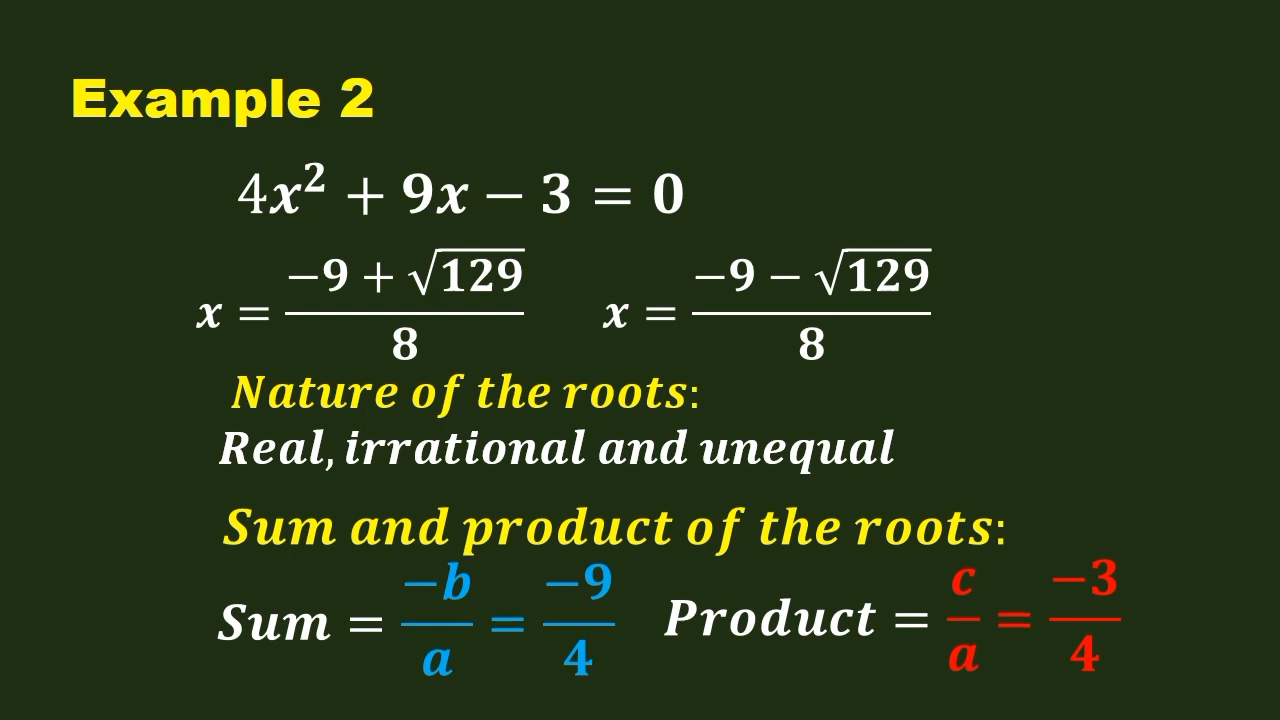 Example 2
4x² + 9x − 3 = 0
x = (−9 + √129)/8    x = (−9 − √129)/8
Nature of the roots:
Real, irrational and unequal
Sum and product of the roots:
Sum = −b/a = −9/4    Product = c/a = −3/4